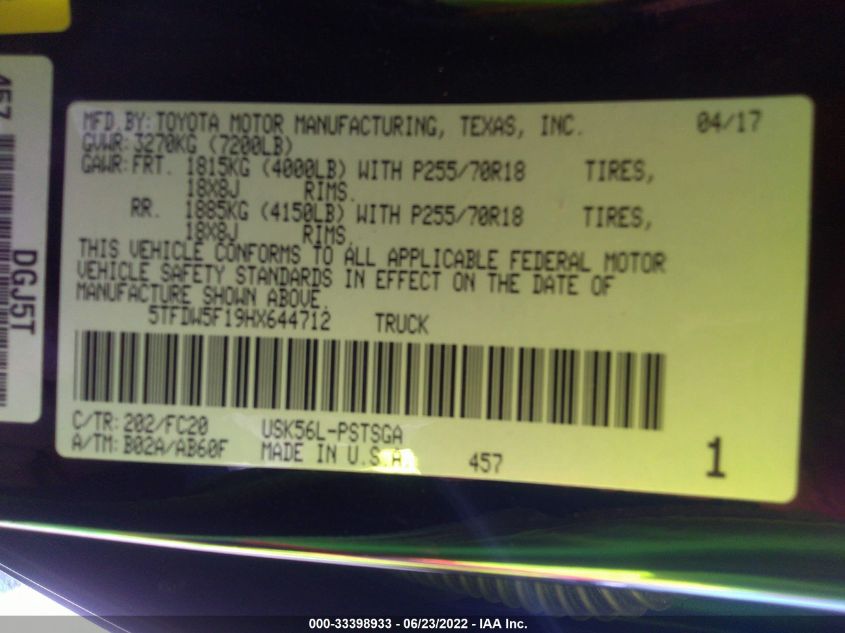 MFD BY: TOYOTA MOTOR MANUFACTURING, TEXAS, INC. 04/17
GVWR: 3270KG (7200LB)
GAWR: FRT. 1815KG (4000LB) WITH P255/70R18 TIRES,
18X8J RIMS.
RR. 1885KG (4150LB) WITH P255/70R18 TIRES,
18X8J RIMS.
THIS VEHICLE CONFORMS TO ALL APPLICABLE FEDERAL MOTOR
VEHICLE SAFETY STANDARDS IN EFFECT ON THE DATE OF
MANUFACTURE SHOWN ABOVE.
5TFDW5F19HX644712 TRUCK
C/TR: 202/FC20 USK56L-PSTSGA
A/TM: B02A/AB60F MADE IN U.S.A. 457 1
457
DGJ5T
000-33398933 - 06/23/2022 - IAA Inc.